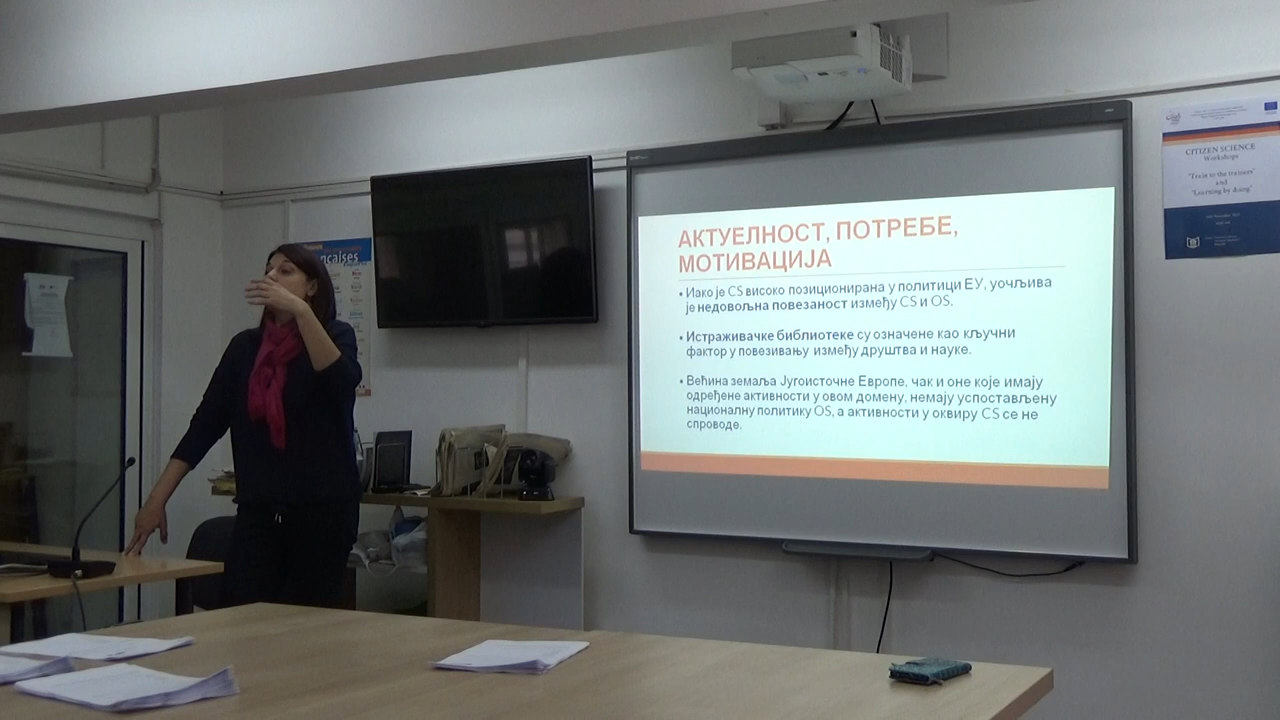 АКТУЕЛНОСТ, ПОТРЕБЕ,
МОТИВАЦИЈА
• Иако је CS високо позиционирана у политици ЕУ, уочљива
је недовољна повезаност између CS и OS.
• Истраживачке библиотеке су означене као кључни
фактор у повезивању између друштва и науке.
• Већина земаља Југоисточне Европе, чак и оне које имају
одређене активности у овом домену, немају успостављену
националну политику OS, а активности у оквиру CS се не
спроводе.
CITIZEN SCIENCE
Workshops
"Train to the trainers"
and
"Learning by doing"